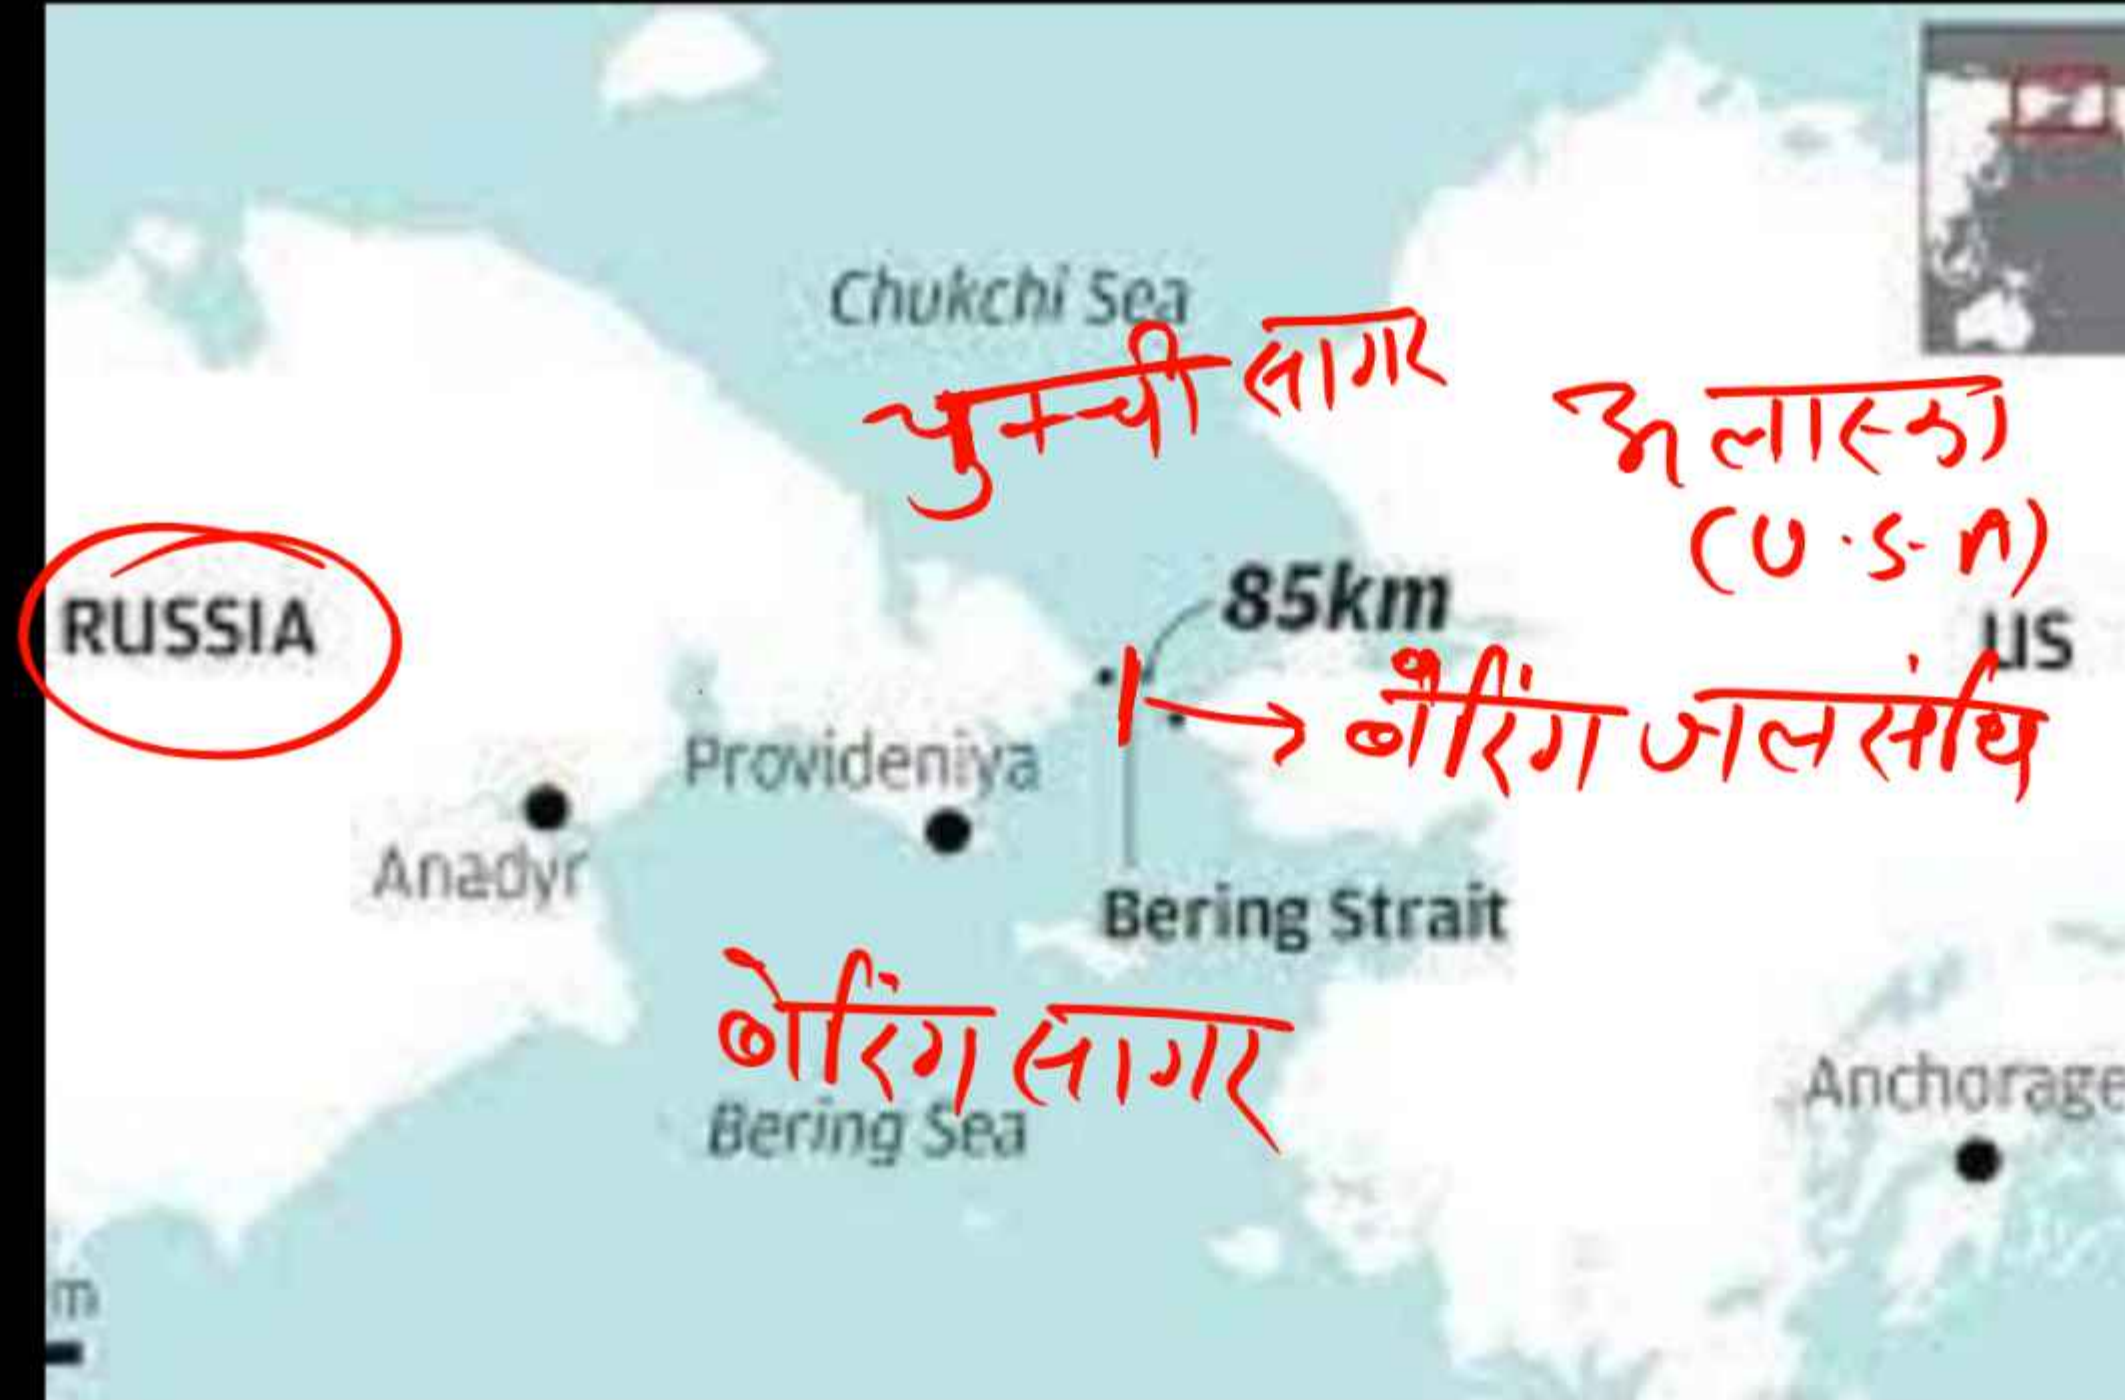 Chukchi Sea
चुक्ची सागर
अलास्का
(U.S.A)
85km
RUSSIA
US
बेरिंग जलसंधि
Provideniya
Anadyr
Bering Strait
बेरिंग सागर
Bering Sea
Anchorage
m